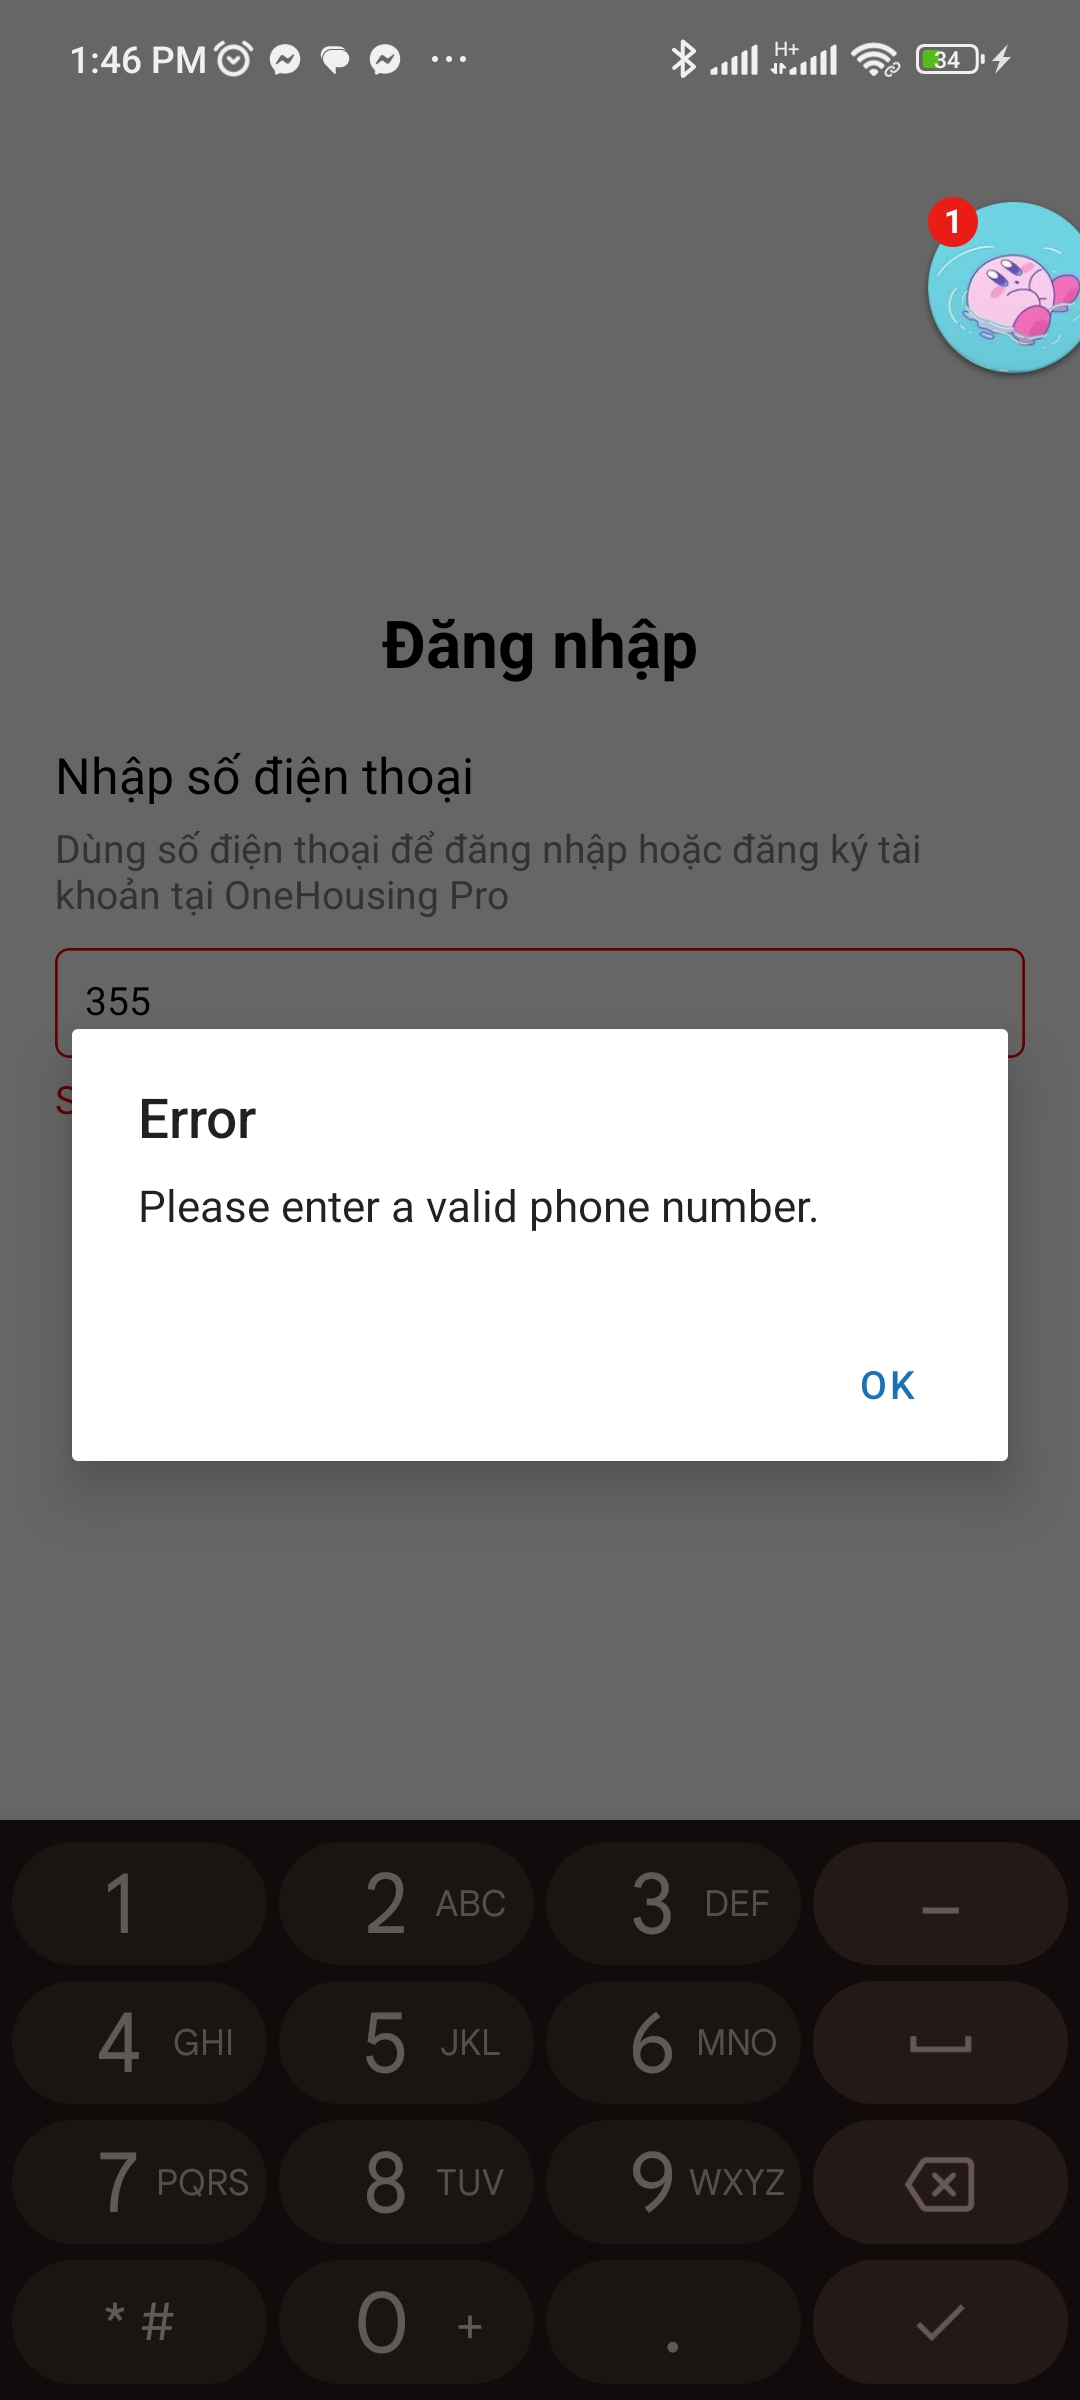 1:46 PM
H+
34
1
Đăng nhập
Nhập số điện thoại
Dùng số điện thoại để đăng nhập hoặc đăng ký tài
khoản tại OneHousing Pro
355
S
Error
Please enter a valid phone number.
OK
1 2 ABC 3 DEF –
4 GHI 5 JKL 6 MNO
7 PQRS 8 TUV 9 WXYZ
* # 0 + .